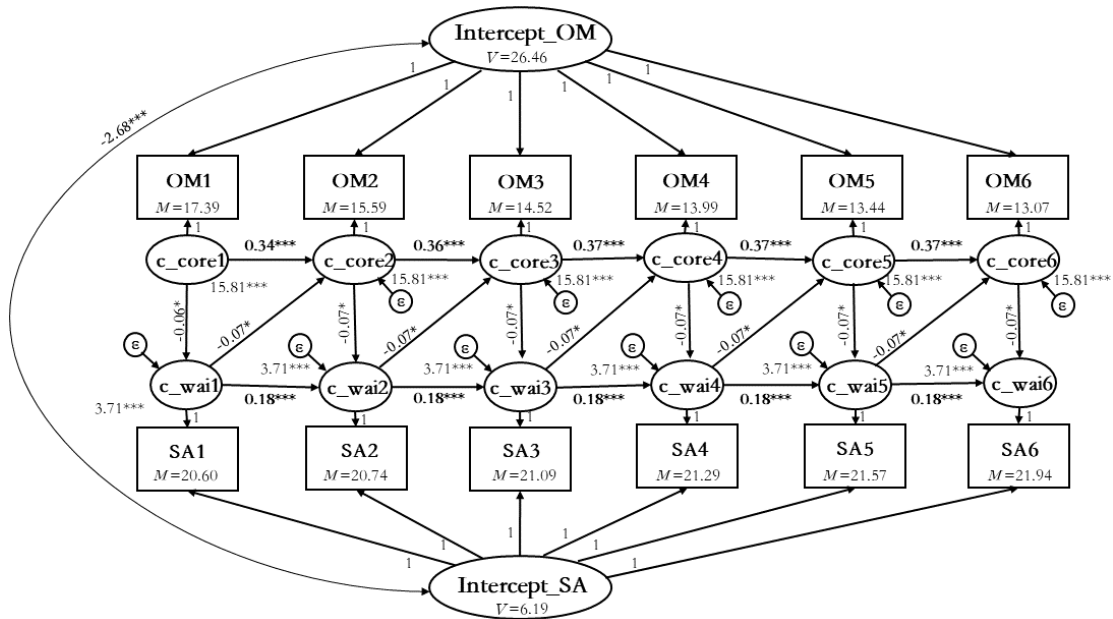 Intercept_OM
V=26.46
1 1 1 1 1 1
-2.68***
OM1 OM2 OM3 OM4 OM5 OM6
M=17.39 M=15.59 M=14.52 M=13.99 M=13.44 M=13.07
1 1 1 1 1 1
0.34*** 0.36*** 0.37*** 0.37*** 0.37***
c_core1 c_core2 c_core3 c_core4 c_core5 c_core6
15.81*** 15.81*** 15.81*** 15.81*** 15.81*** 15.81***
ε ε ε ε ε
-0.06* -0.07* -0.07* -0.07* -0.07* -0.07* -0.07* -0.07* -0.07* -0.07* -0.07*
ε ε ε ε ε ε
3.71*** 3.71*** 3.71*** 3.71*** 3.71***
c_wai1 c_wai2 c_wai3 c_wai4 c_wai5 c_wai6
3.71*** 0.18*** 0.18*** 0.18*** 0.18*** 0.18***
1 1 1 1 1 1
SA1 SA2 SA3 SA4 SA5 SA6
M=20.60 M=20.74 M=21.09 M=21.29 M=21.57 M=21.94
1 1 1 1 1 1
Intercept_SA
V=6.19